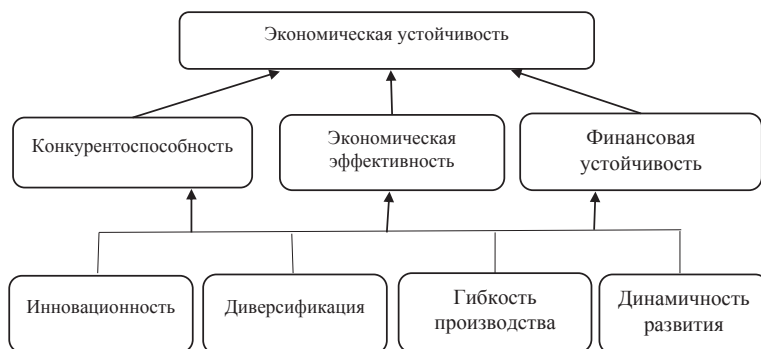 Экономическая устойчивость
Конкурентоспособность
Экономическая
эффективность
Финансовая
устойчивость
Инновационность
Диверсификация
Гибкость
производства
Динамичность
развития